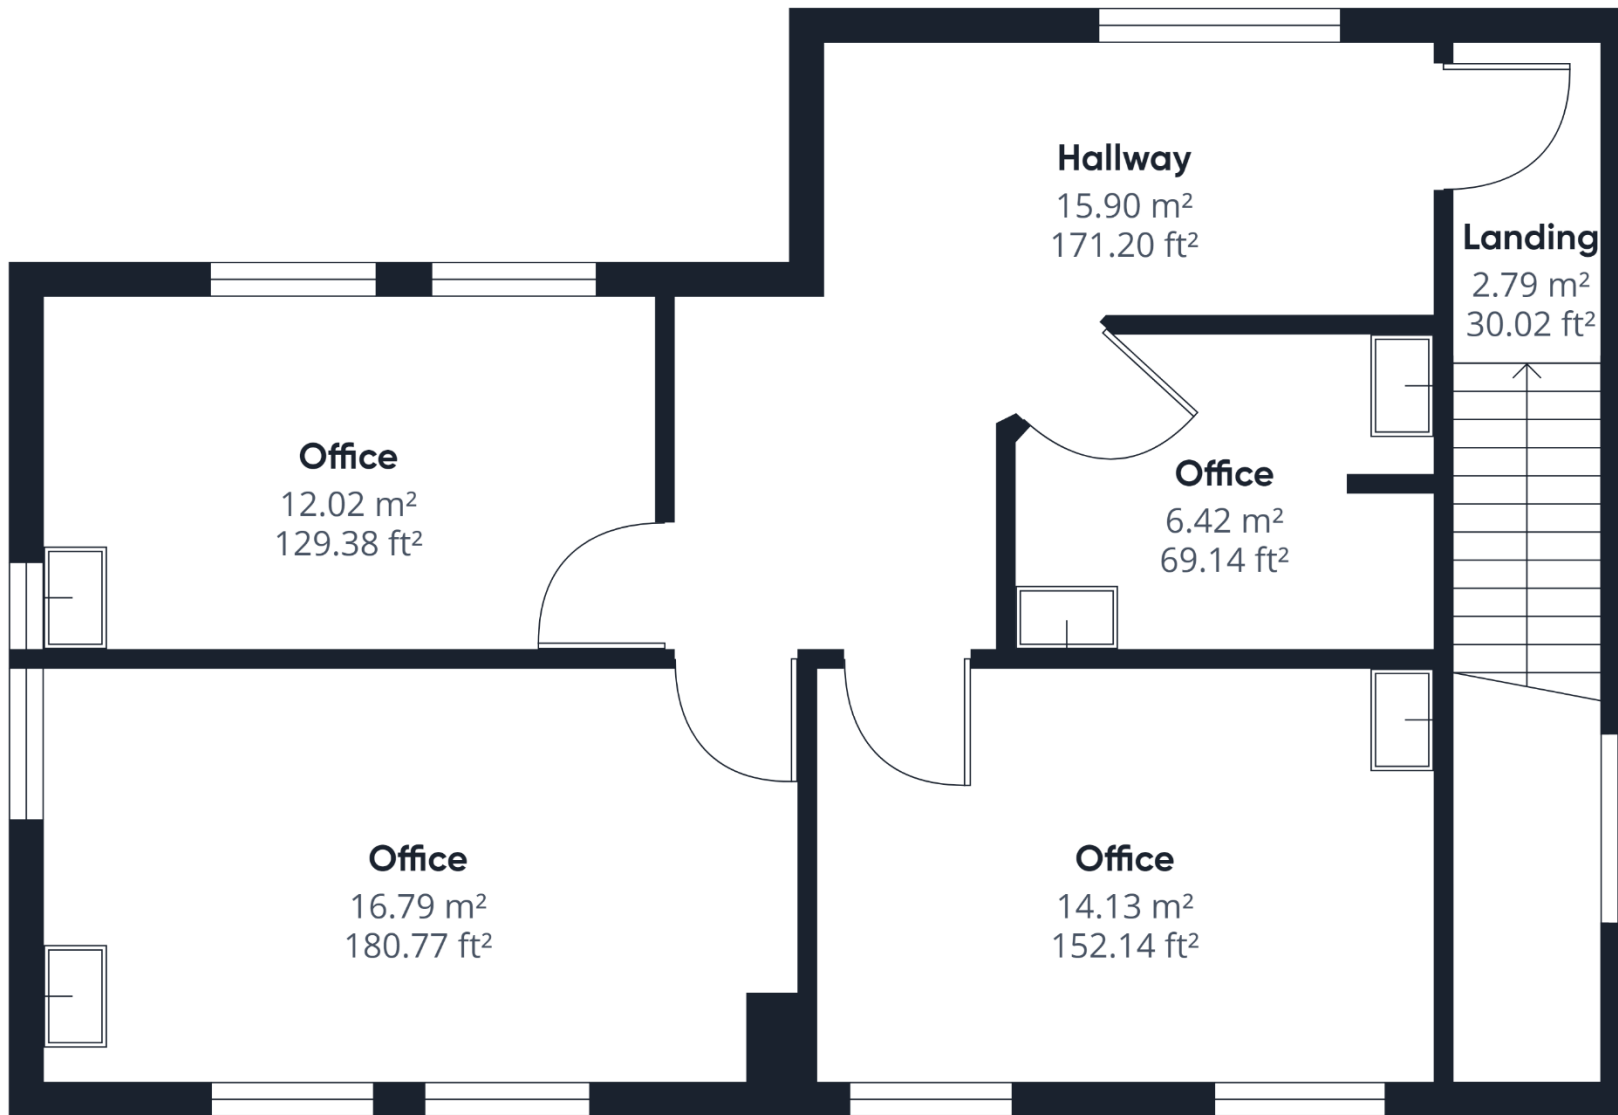 Hallway
15.90 m²
171.20 ft²
Landing
2.79 m²
30.02 ft²
Office
12.02 m²
129.38 ft²
Office
6.42 m²
69.14 ft²
Office
16.79 m²
180.77 ft²
Office
14.13 m²
152.14 ft²